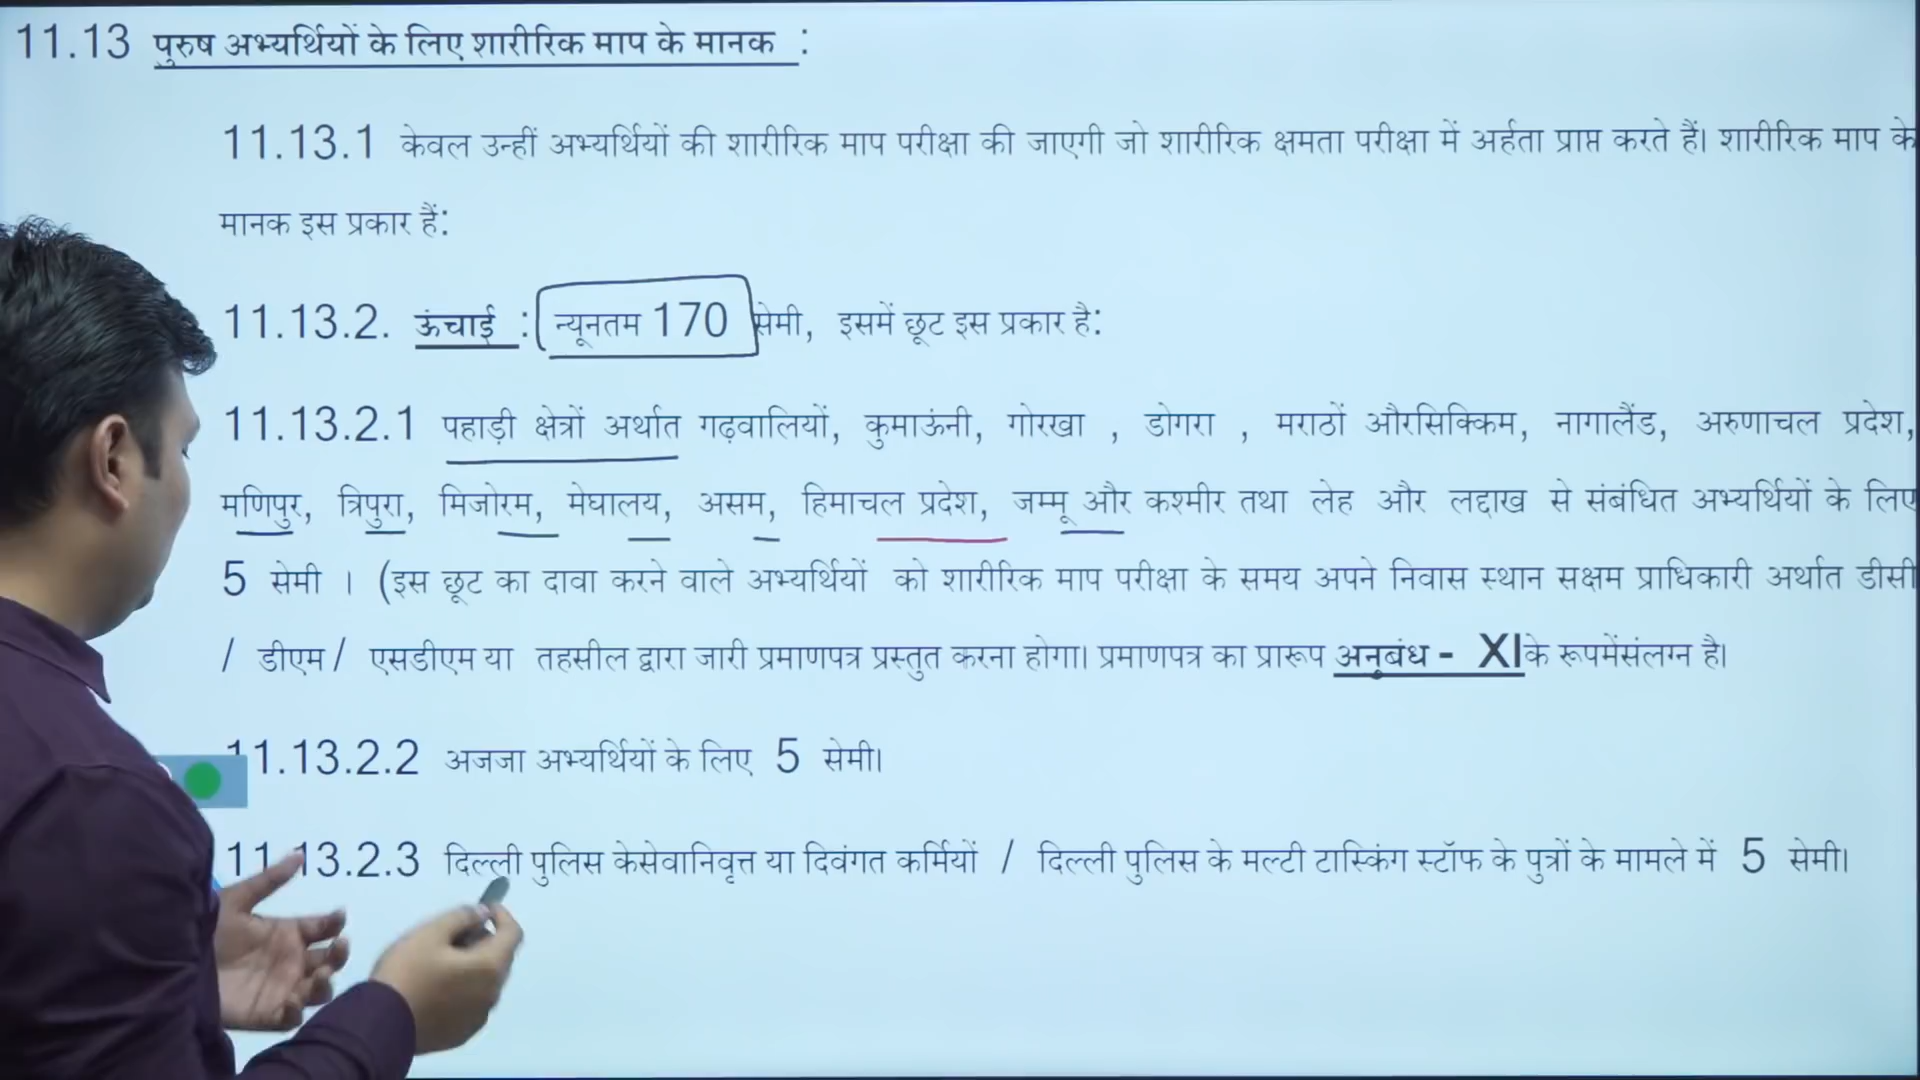 11.13 पुरुष अभ्यर्थियों के लिए शारीरिक माप के मानक :
11.13.1 केवल उन्हीं अभ्यर्थियों की शारीरिक माप परीक्षा की जाएगी जो शारीरिक क्षमता परीक्षा में अर्हता प्राप्त करते हैं। शारीरिक माप के
मानक इस प्रकार हैं:
11.13.2. ऊंचाई : न्यूनतम 170 सेमी, इसमें छूट इस प्रकार है:
11.13.2.1 पहाड़ी क्षेत्रों अर्थात गढ़वालियों, कुमाऊंनी, गोरखा , डोगरा , मराठों औरसिक्किम, नागालैंड, अरुणाचल प्रदेश,
मणिपुर, त्रिपुरा, मिजोरम, मेघालय, असम, हिमाचल प्रदेश, जम्मू और कश्मीर तथा लेह और लद्दाख से संबंधित अभ्यर्थियों के लिए
5 सेमी । (इस छूट का दावा करने वाले अभ्यर्थियों को शारीरिक माप परीक्षा के समय अपने निवास स्थान सक्षम प्राधिकारी अर्थात डीसी
/ डीएम / एसडीएम या तहसील द्वारा जारी प्रमाणपत्र प्रस्तुत करना होगा। प्रमाणपत्र का प्रारूप अनुबंध - XIके रूपमेंसंलग्न है।
11.13.2.2 अजजा अभ्यर्थियों के लिए 5 सेमी।
11.13.2.3 दिल्ली पुलिस केसेवानिवृत्त या दिवंगत कर्मियों / दिल्ली पुलिस के मल्टी टास्किंग स्टॉफ के पुत्रों के मामले में 5 सेमी।